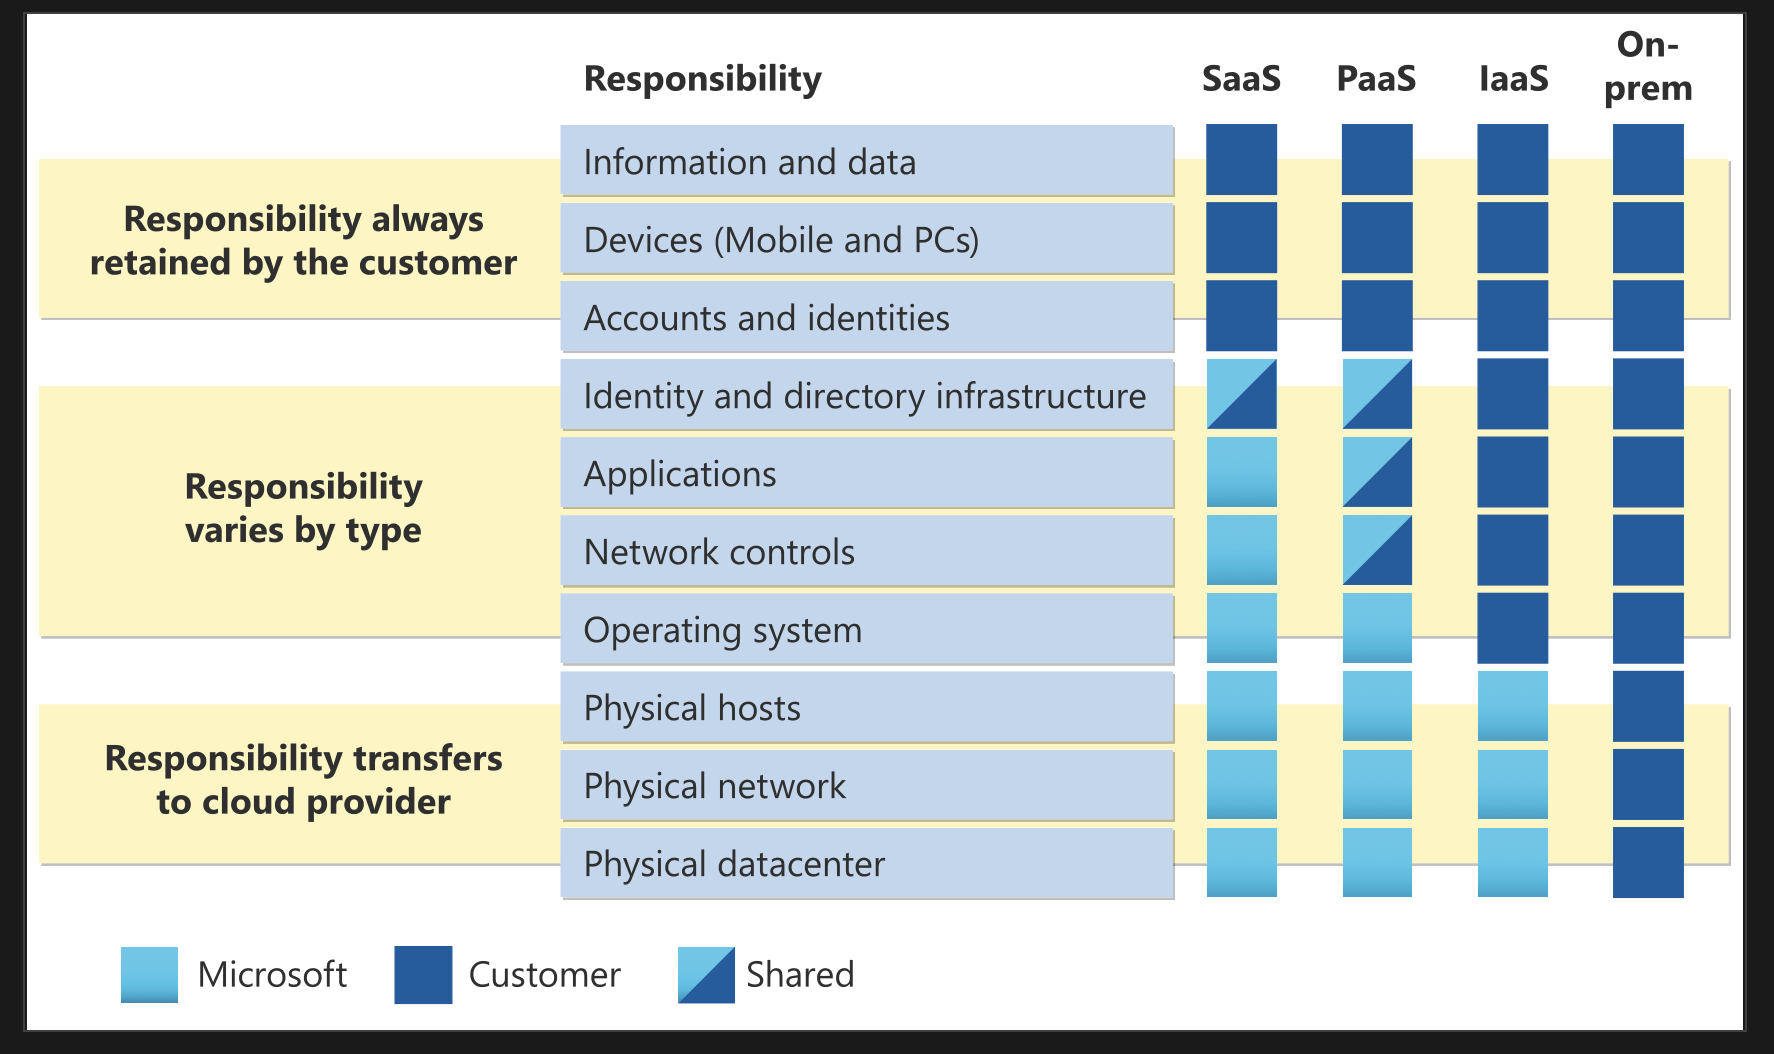 Responsibility
SaaS
PaaS
IaaS
On-
prem
Responsibility always
retained by the customer
Information and data
Devices (Mobile and PCs)
Accounts and identities
Responsibility
varies by type
Identity and directory infrastructure
Applications
Network controls
Operating system
Responsibility transfers
to cloud provider
Physical hosts
Physical network
Physical datacenter
Microsoft
Customer
Shared